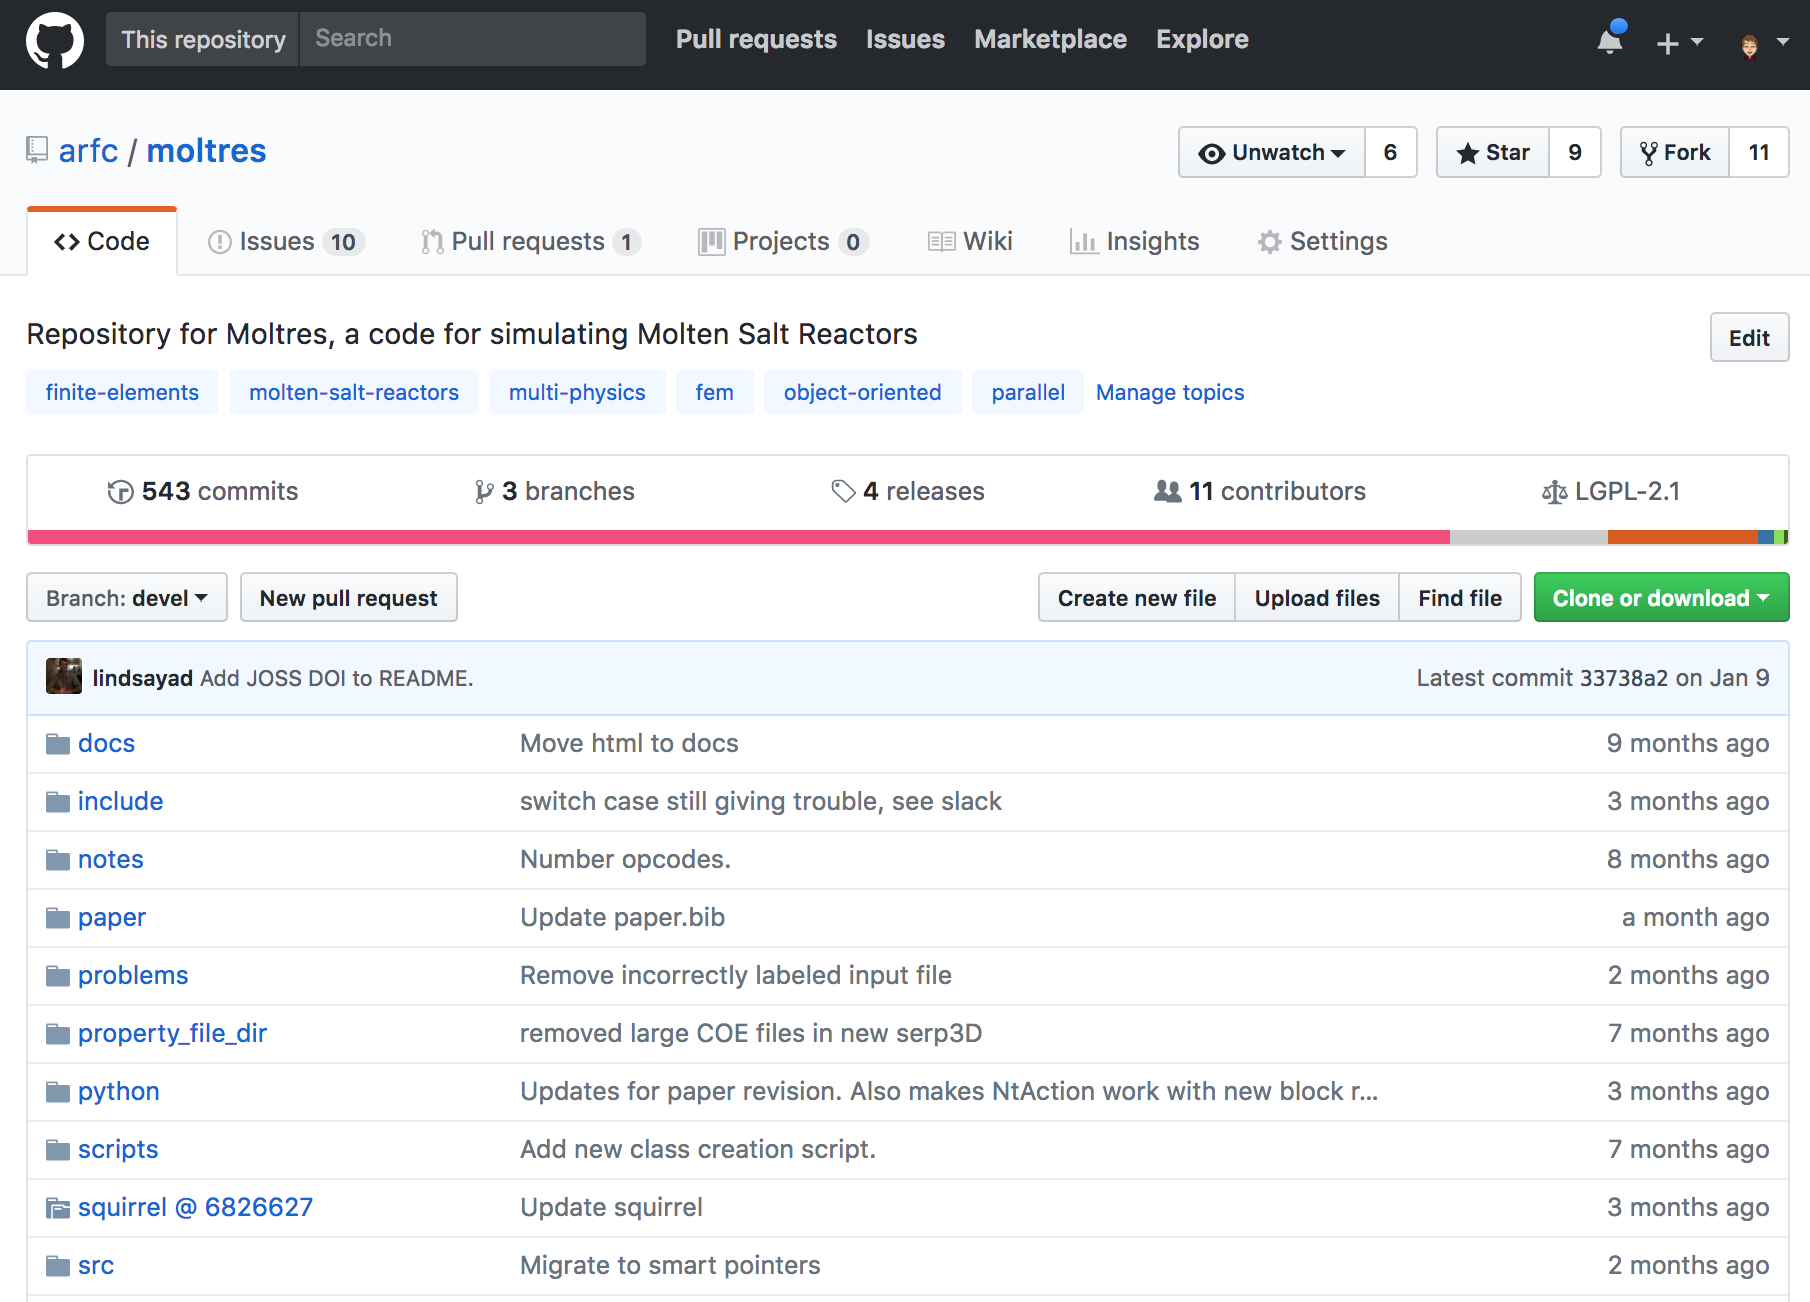 This repository Search Pull requests Issues Marketplace Explore
arfc / moltres Unwatch 6 Star 9 Fork 11
Code Issues 10 Pull requests 1 Projects 0 Wiki Insights Settings
Repository for Moltres, a code for simulating Molten Salt Reactors Edit
finite-elements molten-salt-reactors multi-physics fem object-oriented parallel Manage topics
543 commits 3 branches 4 releases 11 contributors LGPL-2.1
Branch: devel New pull request Create new file Upload files Find file Clone or download
lindsayad Add JOSS DOI to README. Latest commit 33738a2 on Jan 9
docs Move html to docs 9 months ago
include switch case still giving trouble, see slack 3 months ago
notes Number opcodes. 8 months ago
paper Update paper.bib a month ago
problems Remove incorrectly labeled input file 2 months ago
property_file_dir removed large COE files in new serp3D 7 months ago
python Updates for paper revision. Also makes NtAction work with new block r... 3 months ago
scripts Add new class creation script. 7 months ago
squirrel @ 6826627 Update squirrel 3 months ago
src Migrate to smart pointers 2 months ago